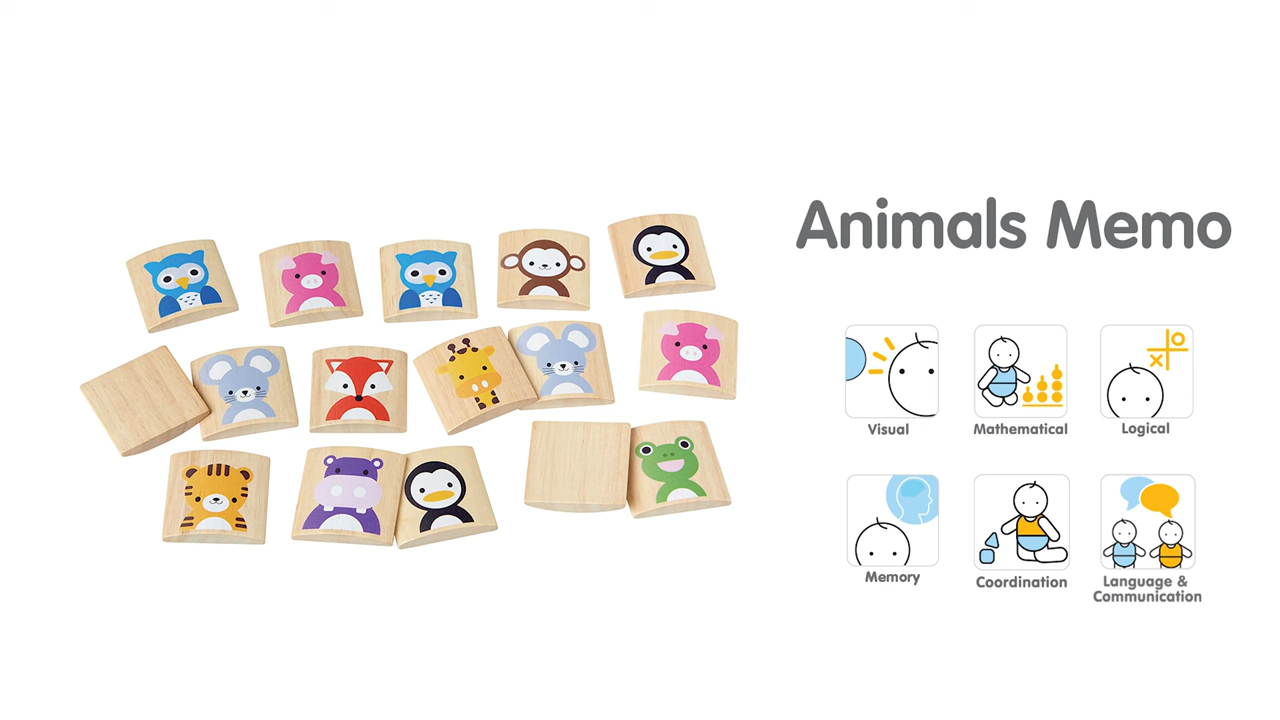 Animals Memo
Visual
Mathematical
Logical
Memory
Coordination
Language &
Communication